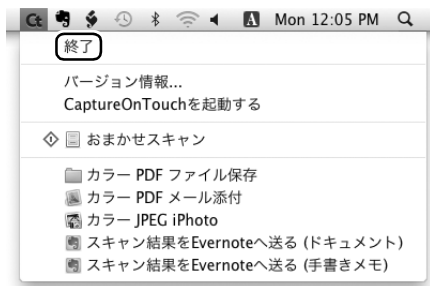 Ct A Mon 12:05 PM
終了
バージョン情報...
CaptureOnTouchを起動する
おまかせスキャン
カラー PDF ファイル保存
カラー PDF メール添付
カラー JPEG iPhoto
スキャン結果をEvernoteへ送る (ドキュメント)
スキャン結果をEvernoteへ送る (手書きメモ)